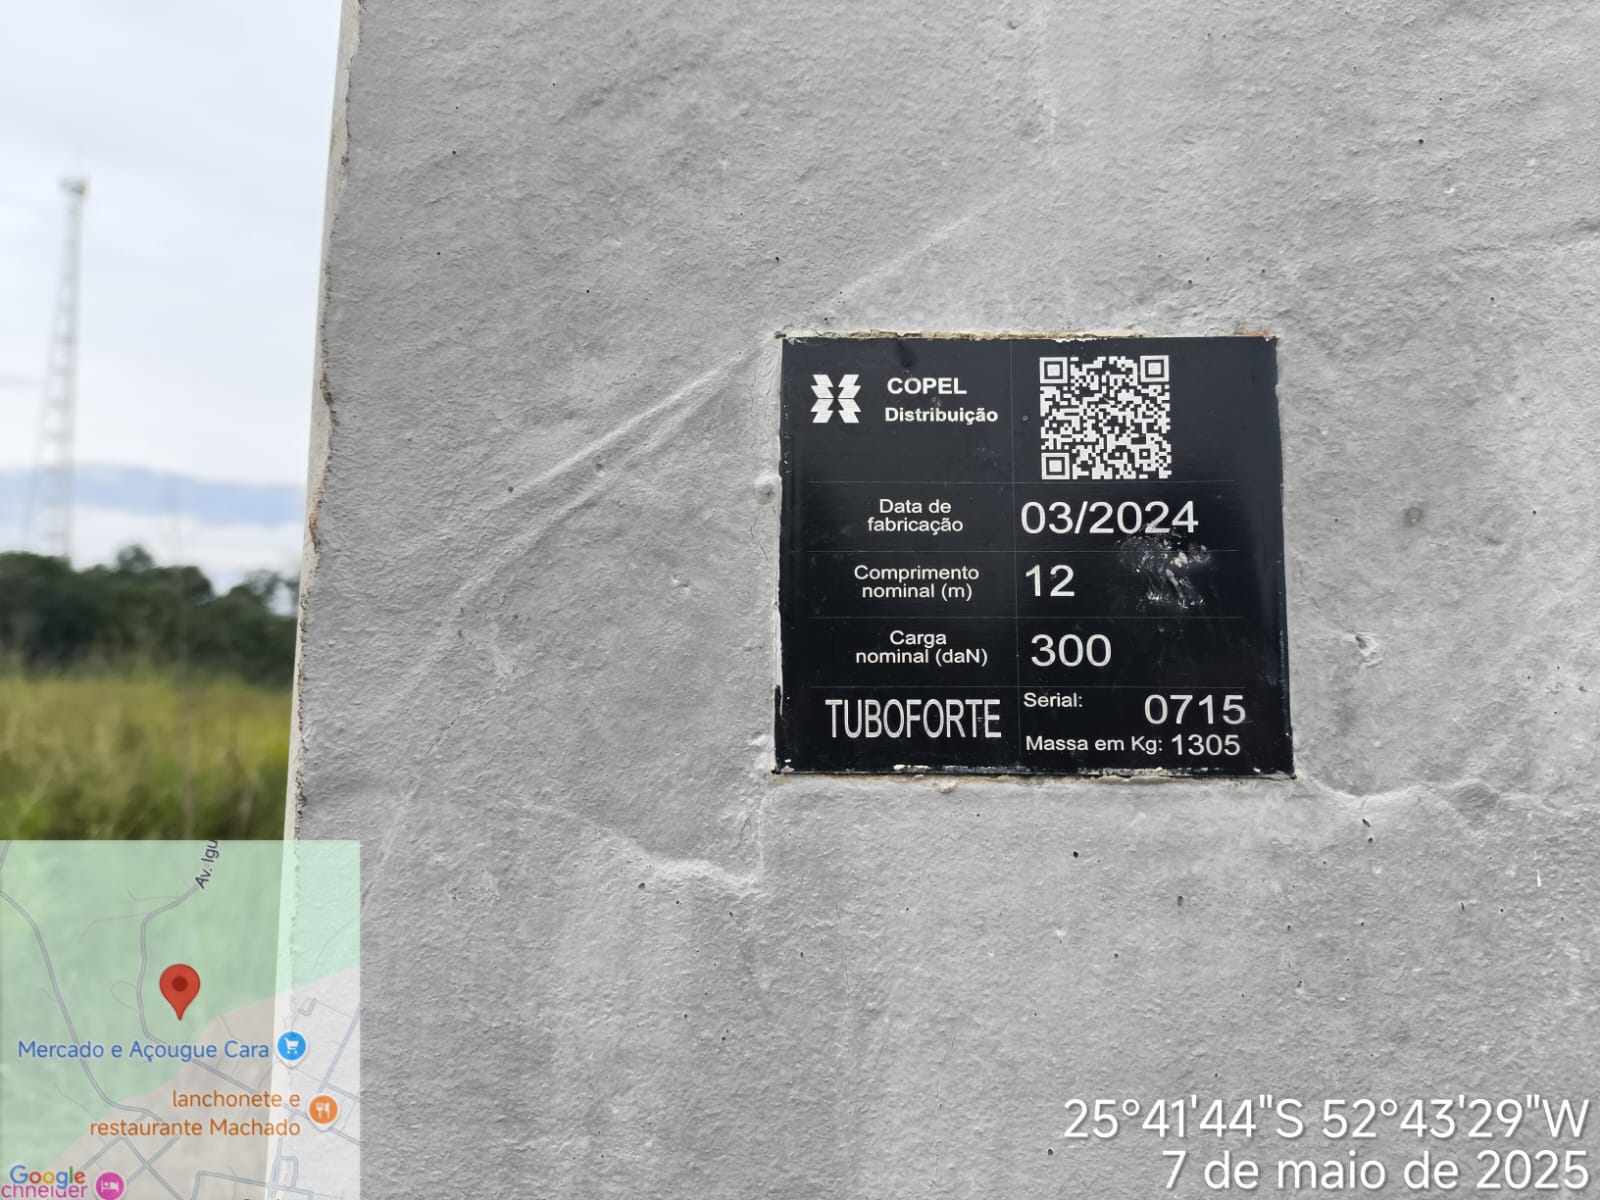 COPEL
Distribuição
Data de
fabricação
03/2024
Comprimento
nominal (m)
12
Carga
nominal (daN)
300
TUBOFORTE
Serial: 0715
Massa em Kg: 1305
Av. Igu
Mercado e Açougue Cara
lanchonete e
restaurante Machado
Google
chneider
25°41'44"S 52°43'29"W
7 de maio de 2025